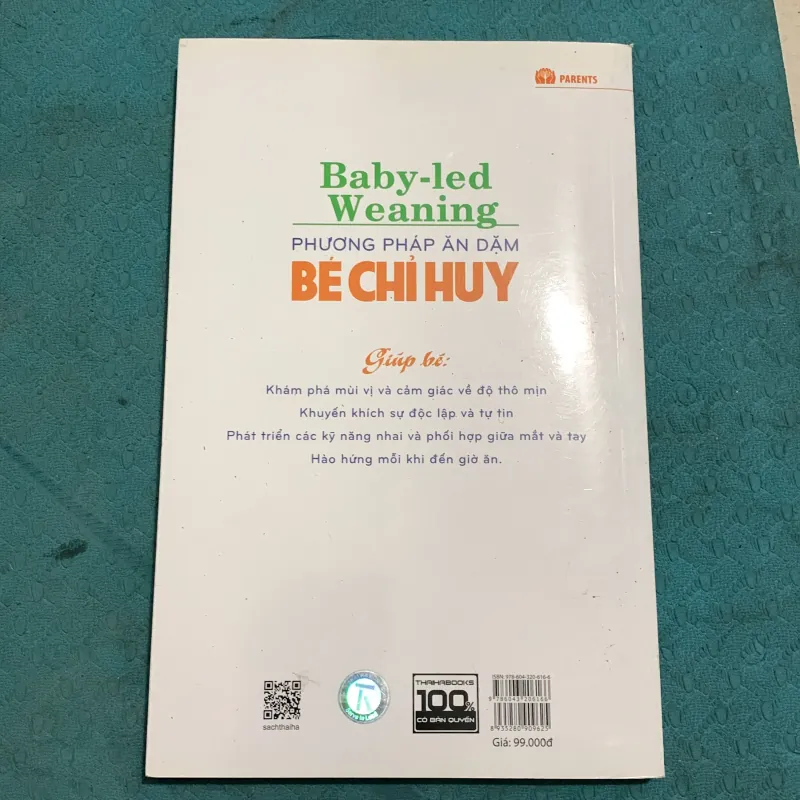 PARENTS
Baby-led
Weaning
PHƯƠNG PHÁP ĂN DẶM
BÉ CHỈ HUY
Giúp bé:
Khám phá mùi vị và cảm giác về độ thô mịn
Khuyến khích sự độc lập và tự tin
Phát triển các kỹ năng nhai và phối hợp giữa mắt và tay
Hào hứng mỗi khi đến giờ ăn.
sachthaiha
THAIHABOOKS
100%
CÓ BẢN QUYỀN
8 935280 909625
Giá: 99.000đ